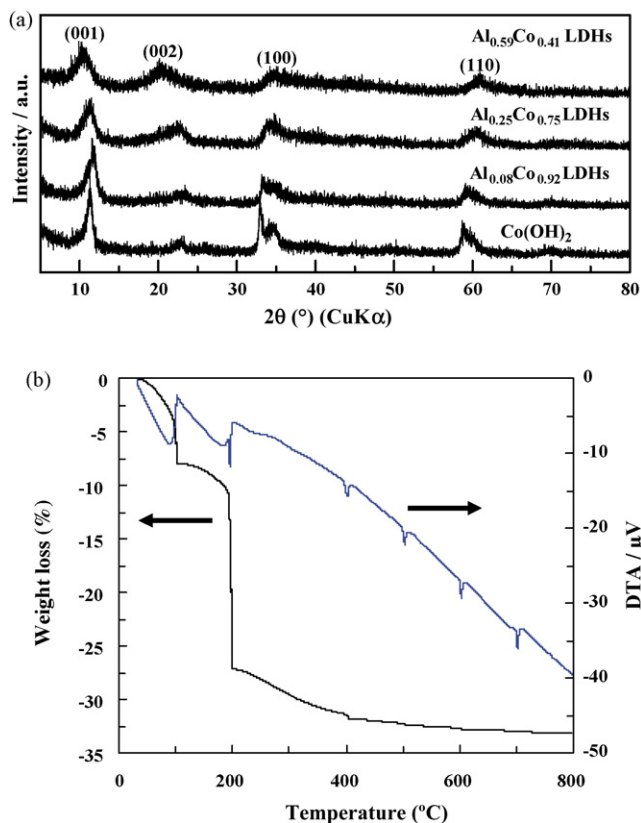 (a)
(001)
(002)
(100)
(110)
Al0.59Co0.41 LDHs
Al0.25Co0.75 LDHs
Al0.08Co0.92 LDHs
Co(OH)2
Intensity / a.u.
10 20 30 40 50 60 70 80
2θ (°) (CuKα)
(b)
0
-5
-10
-15
-20
-25
-30
-35
Weight loss (%)
0
-10
-20
-30
-40
-50
DTA / μV
0 200 400 600 800
Temperature (ºC)